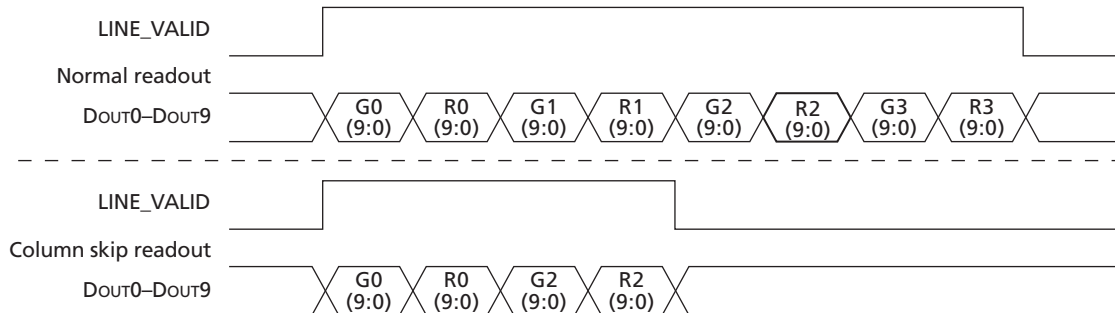 LINE_VALID
Normal readout
DOUT0–DOUT9
G0 (9:0)
R0 (9:0)
G1 (9:0)
R1 (9:0)
G2 (9:0)
R2 (9:0)
G3 (9:0)
R3 (9:0)
LINE_VALID
Column skip readout
DOUT0–DOUT9
G0 (9:0)
R0 (9:0)
G2 (9:0)
R2 (9:0)